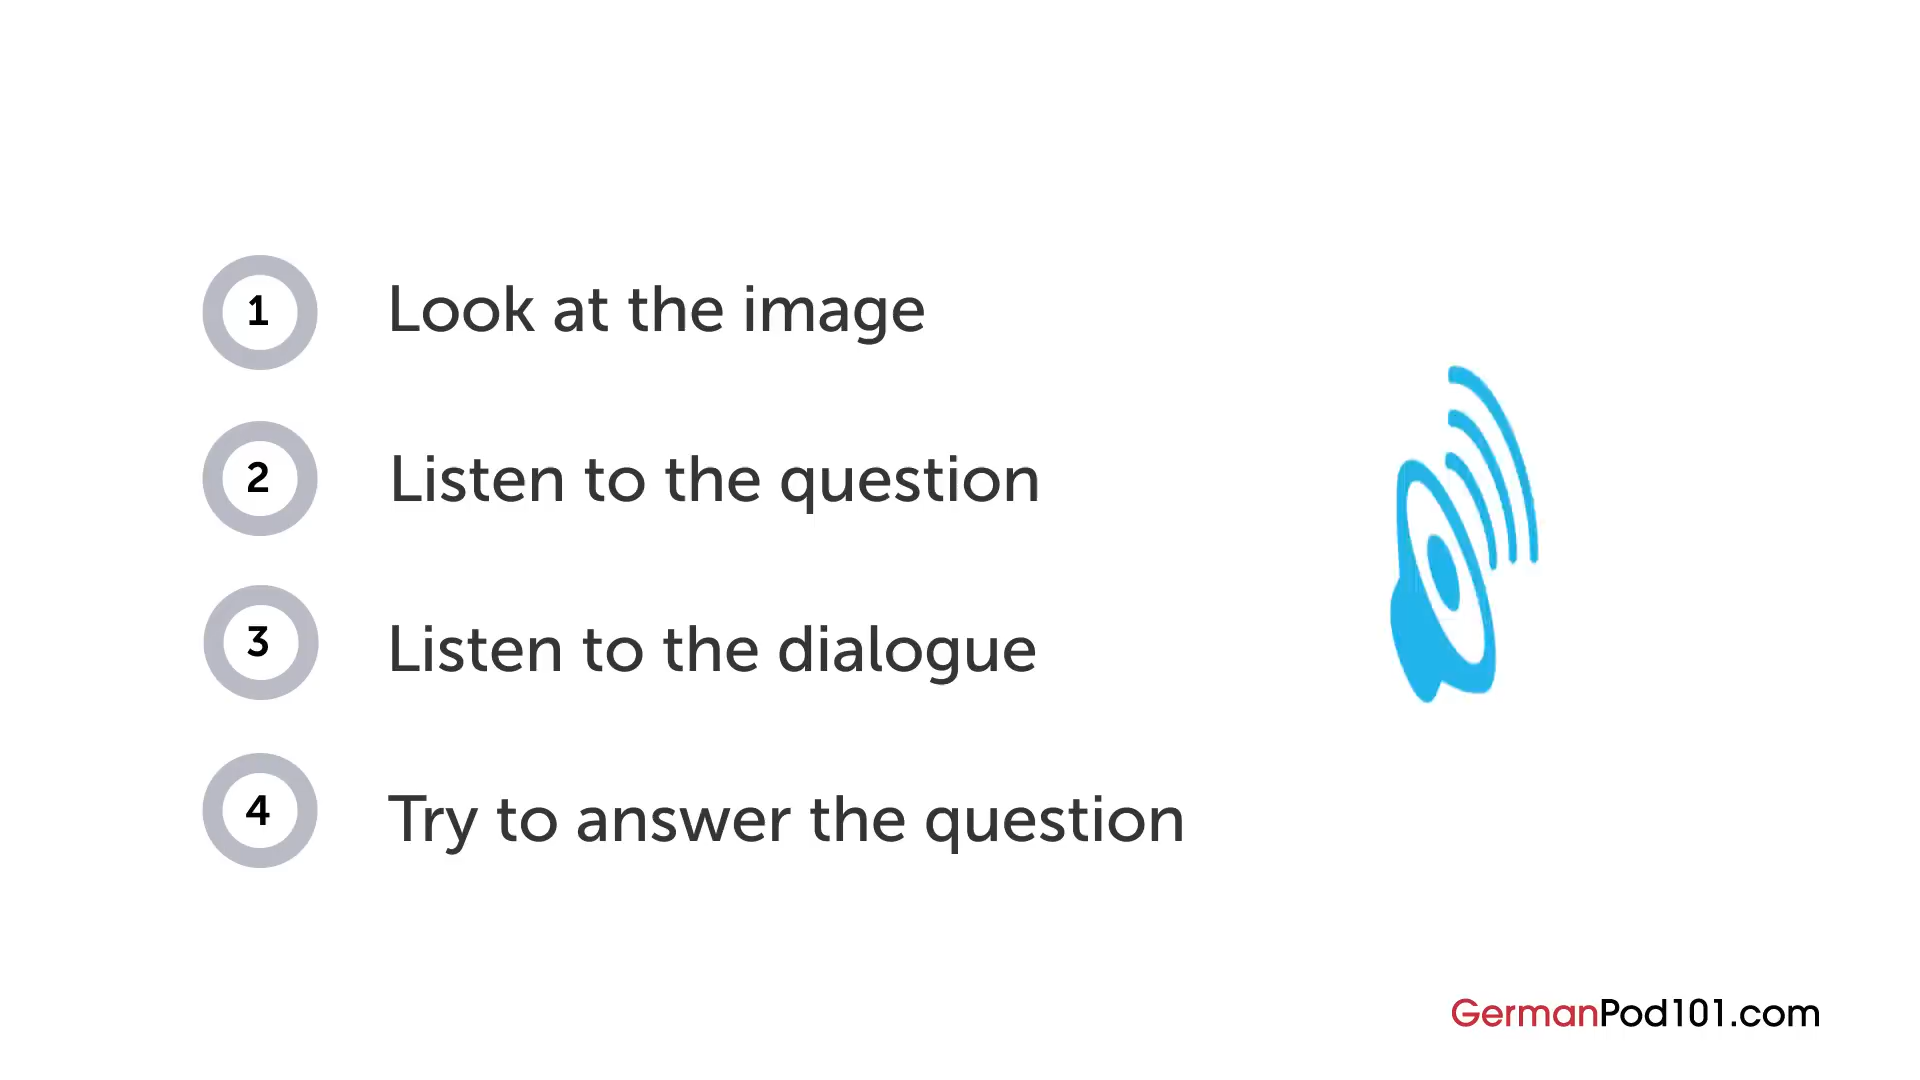 1 Look at the image
2 Listen to the question
3 Listen to the dialogue
4 Try to answer the question
GermanPod101.com